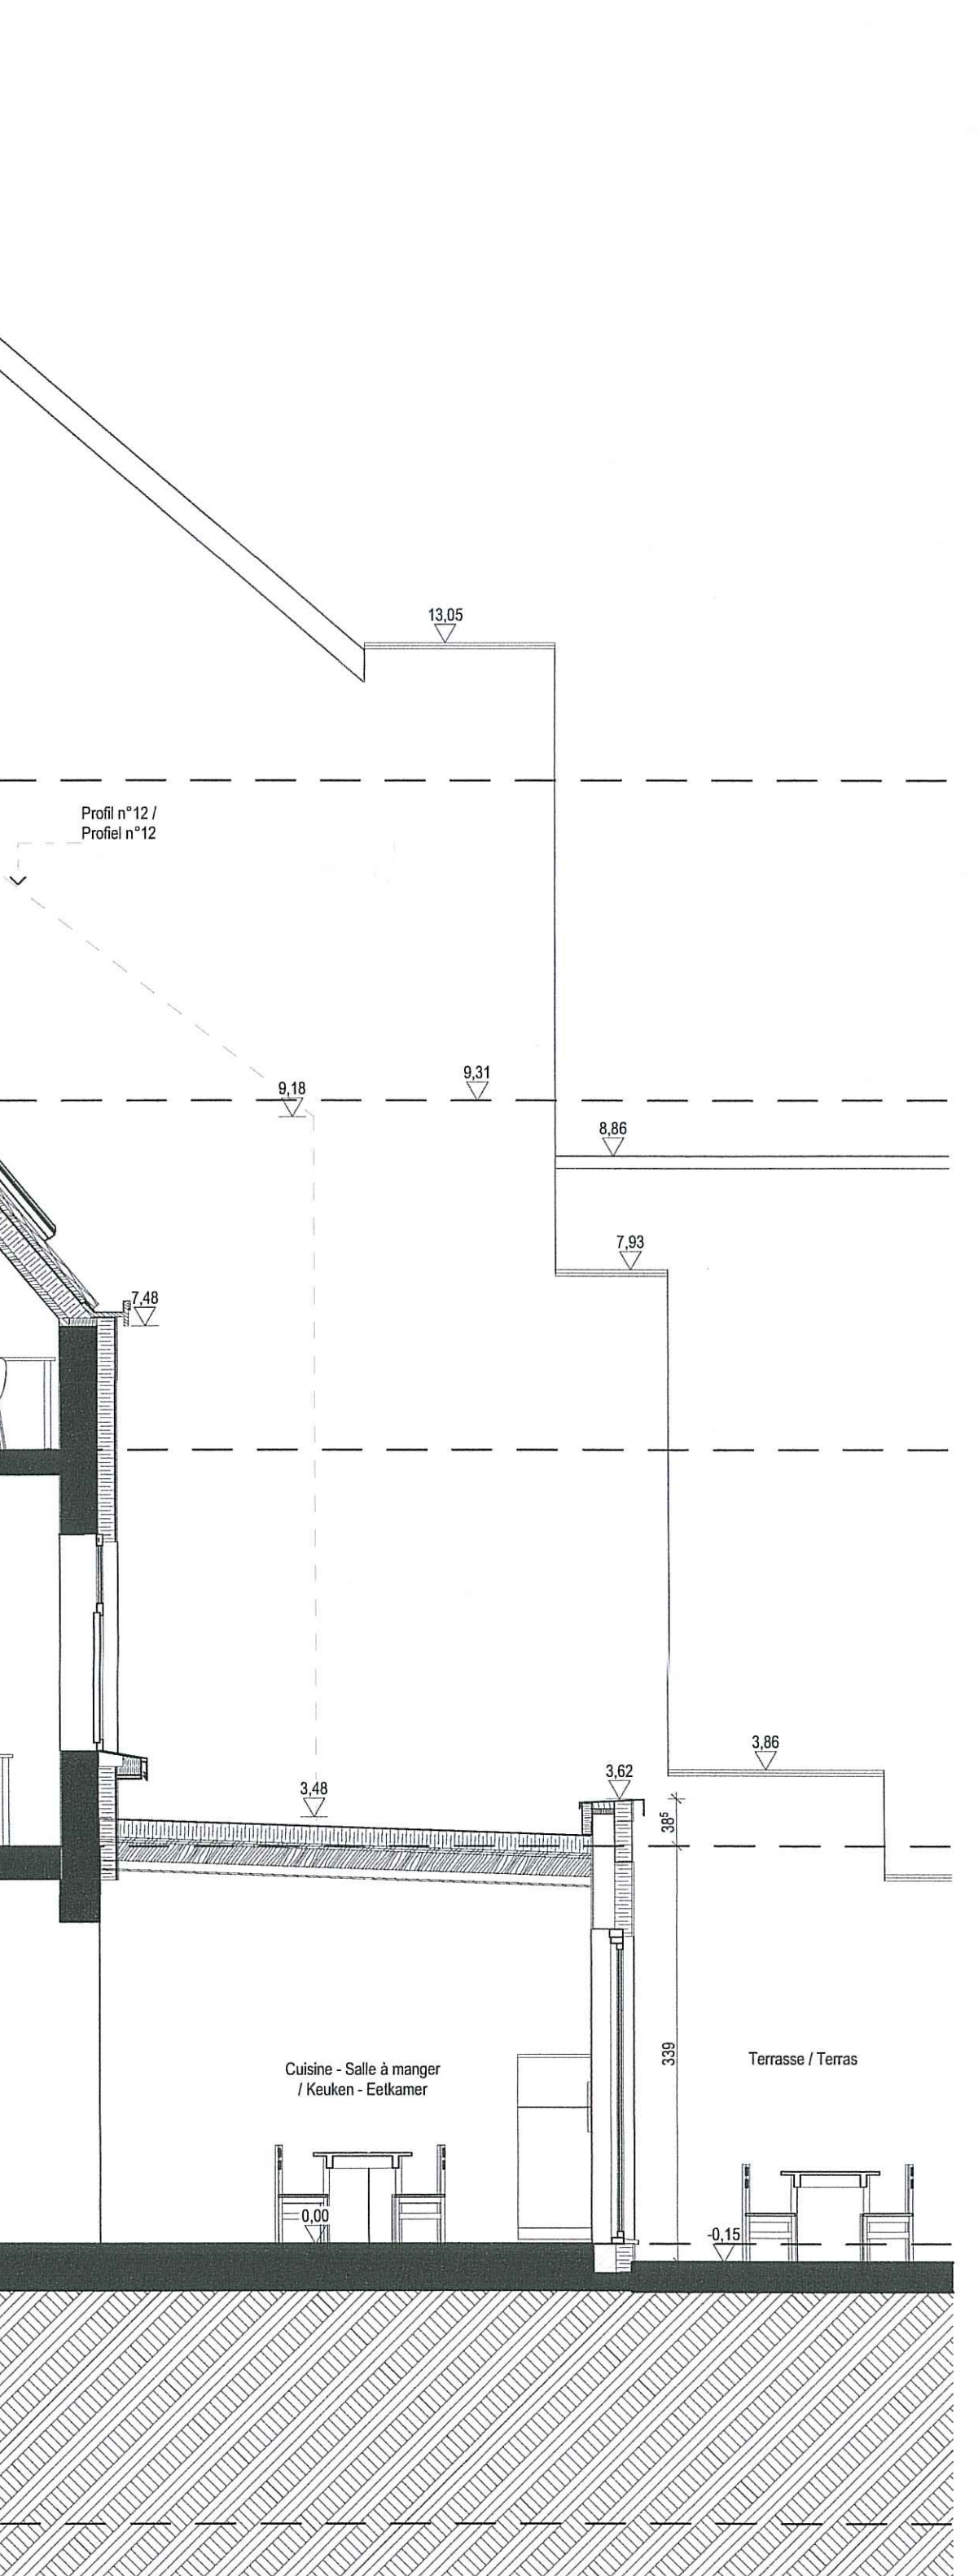 13,05
Profil n°12 /
Profiel n°12
9,31
9,18
8,86
7,93
7,48
3,86
3,62
3,48
38⁵
339
Cuisine - Salle à manger
/ Keuken - Eetkamer
Terrasse / Terras
0,00
-0,15